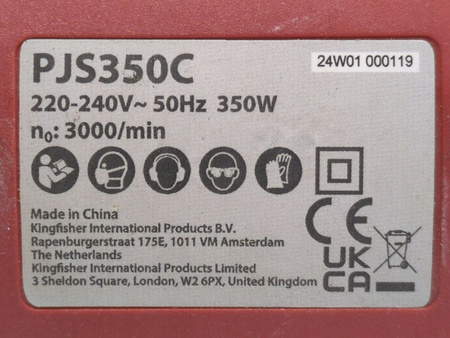 PJS350C
24W01 000119
220-240V~ 50Hz 350W
n₀: 3000/min
Made in China
Kingfisher International Products B.V.
Rapenburgerstraat 175E, 1011 VM Amsterdam
The Netherlands
Kingfisher International Products Limited
3 Sheldon Square, London, W2 6PX, United Kingdom
CE
UK
CA